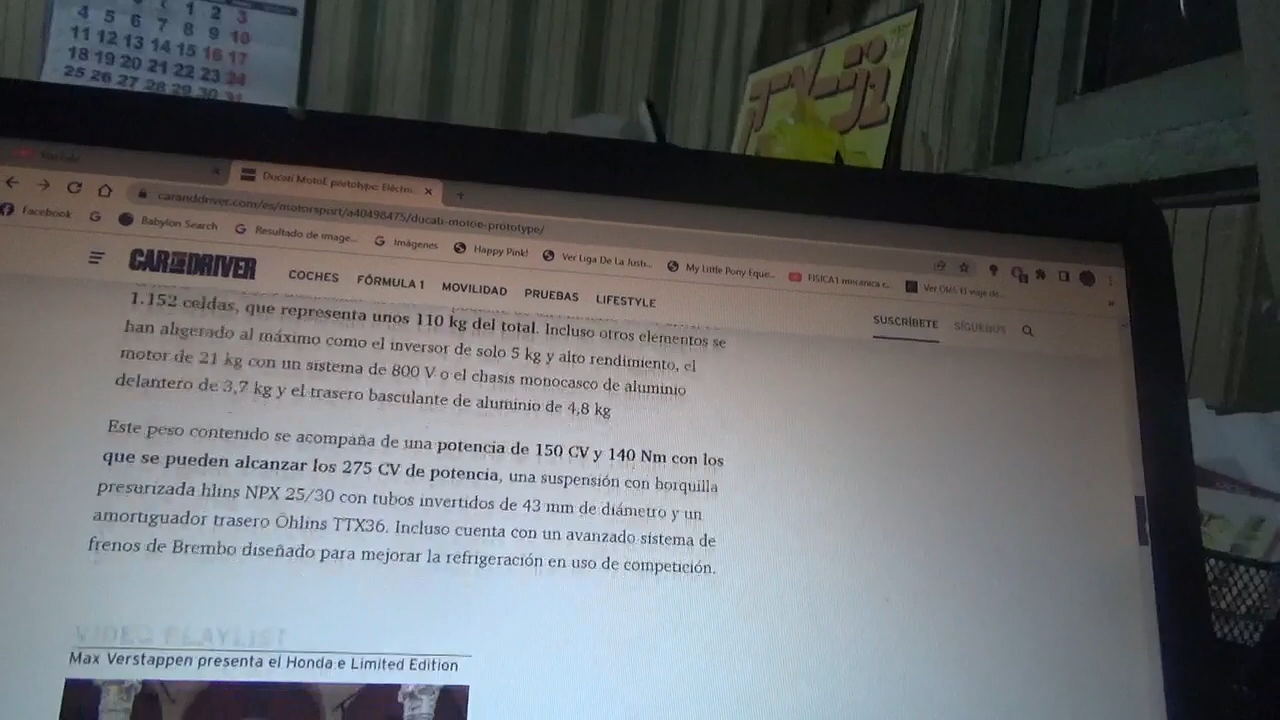 1 2 3
4 5 6 7 8 9 10
11 12 13 14 15 16 17
18 19 20 21 22 23 24
25 26 27 28 29 30 31
Ducati MotoE prototype: Eléctri...
caranddriver.com/es/motorsport/a40498475/ducati-motoe-prototype/
Facebook
Babylon Search
Resultado de image...
Imágenes
Happy Pink!
Ver Liga De La Justi...
My Little Pony Eque...
FISICA1 mecanica c...
CAR AND DRIVER
COCHES
FÓRMULA 1
MOVILIDAD
PRUEBAS
LIFESTYLE
SUSCRÍBETE
SÍGUENOS
1.152 celdas, que representa unos 110 kg del total. Incluso otros elementos se
han aligerado al máximo como el inversor de solo 5 kg y alto rendimiento, el
motor de 21 kg con un sistema de 800 V o el chasis monocasco de aluminio
delantero de 3,7 kg y el trasero basculante de aluminio de 4,8 kg
Este peso contenido se acompaña de una potencia de 150 CV y 140 Nm con los
que se pueden alcanzar los 275 CV de potencia, una suspensión con horquilla
presurizada hlins NPX 25/30 con tubos invertidos de 43 mm de diámetro y un
amortiguador trasero Öhlins TTX36. Incluso cuenta con un avanzado sistema de
frenos de Brembo diseñado para mejorar la refrigeración en uso de competición.
VIDEO PLAYLIST
Max Verstappen presenta el Honda e Limited Edition